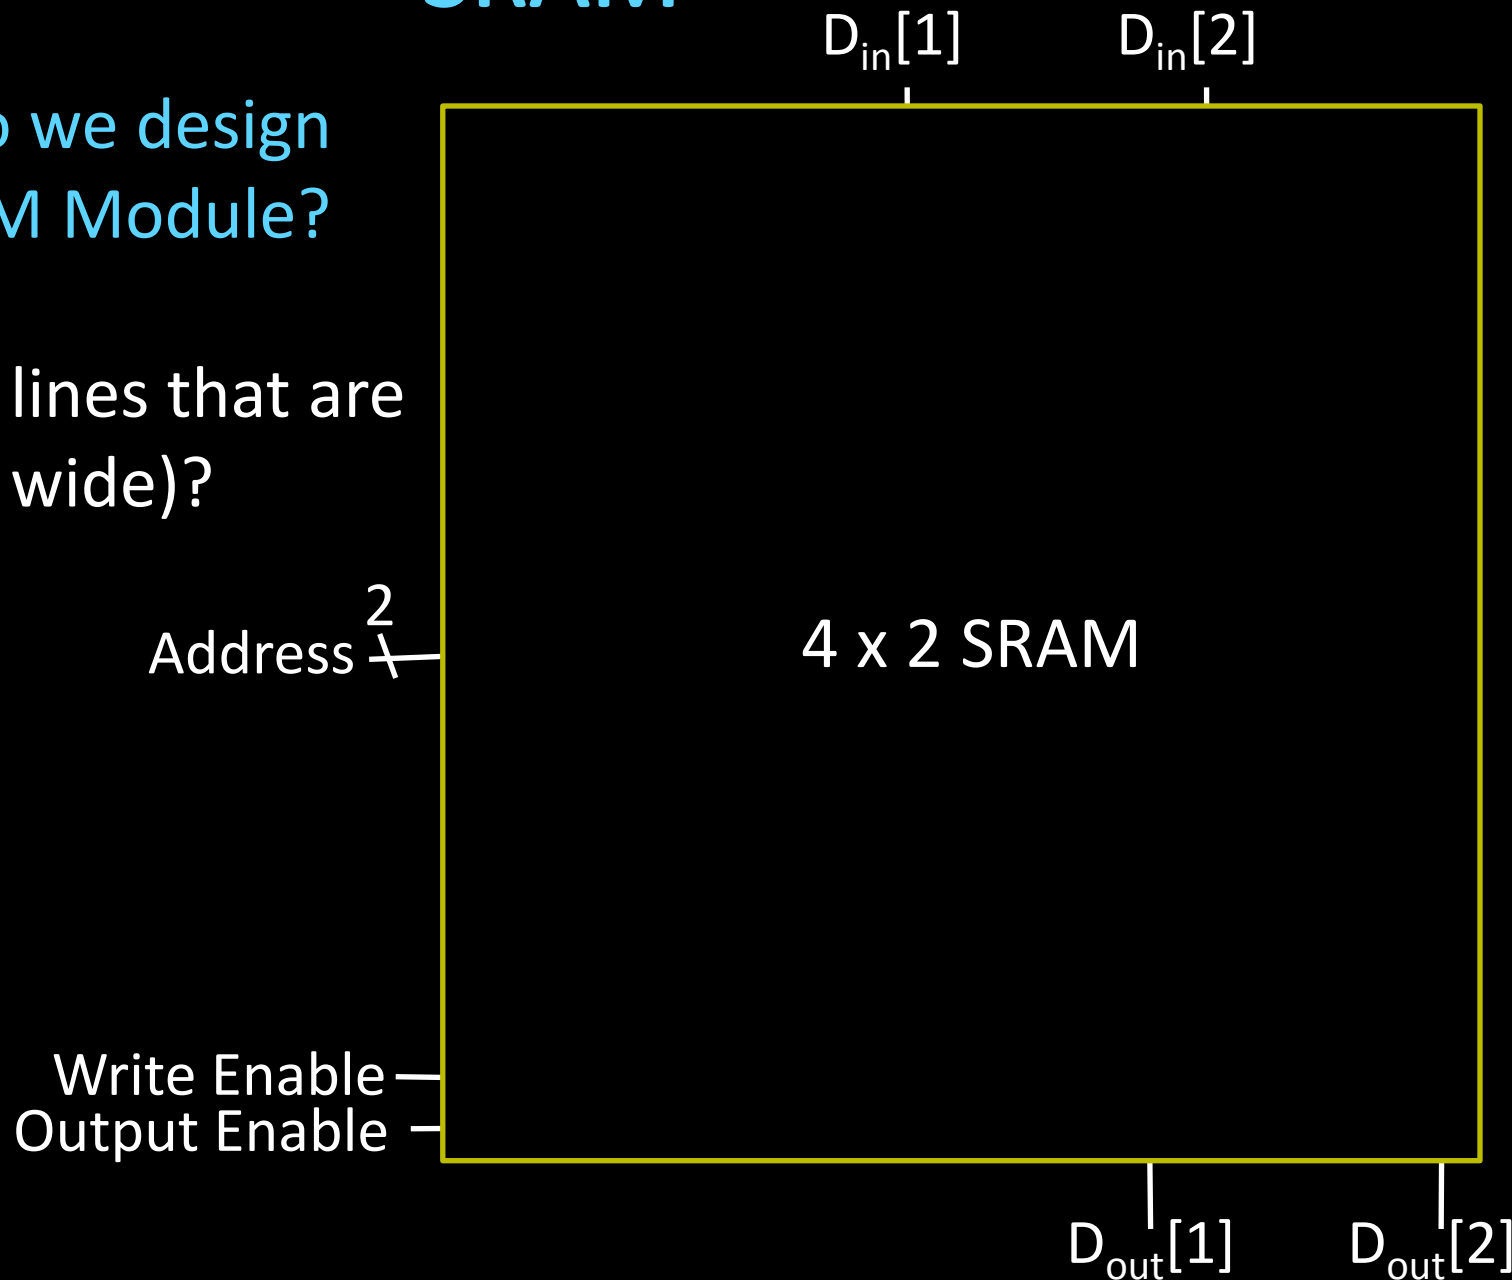 SRAM
D_in[1] D_in[2]
we design
Module?
lines that are
wide)?
2
Address
4 x 2 SRAM
Write Enable
Output Enable
D_out[1] D_out[2]